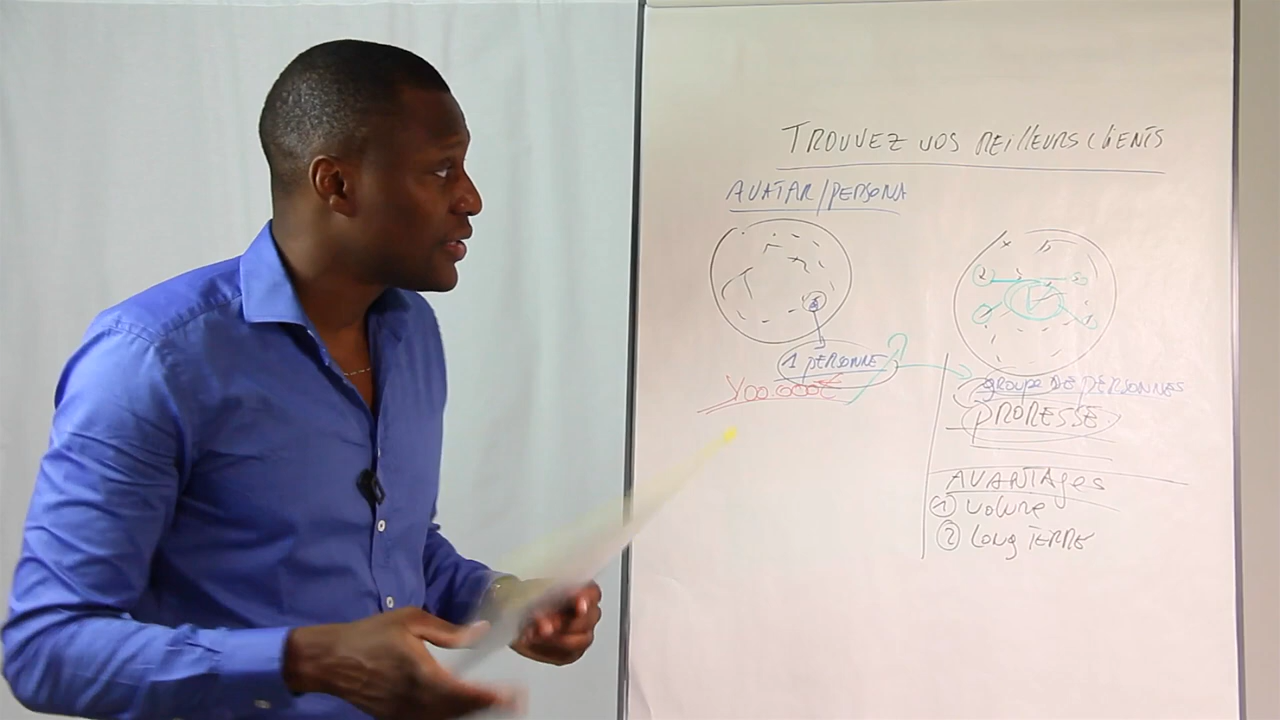 TROUVEZ VOS MEILLEURS CLIENTS
AVATAR/PERSONA
1 PERSONNE
GROUPE DE PERSONNES
PROMESSE
AVANTAGES
1 VOLUME
2 LONG TERME